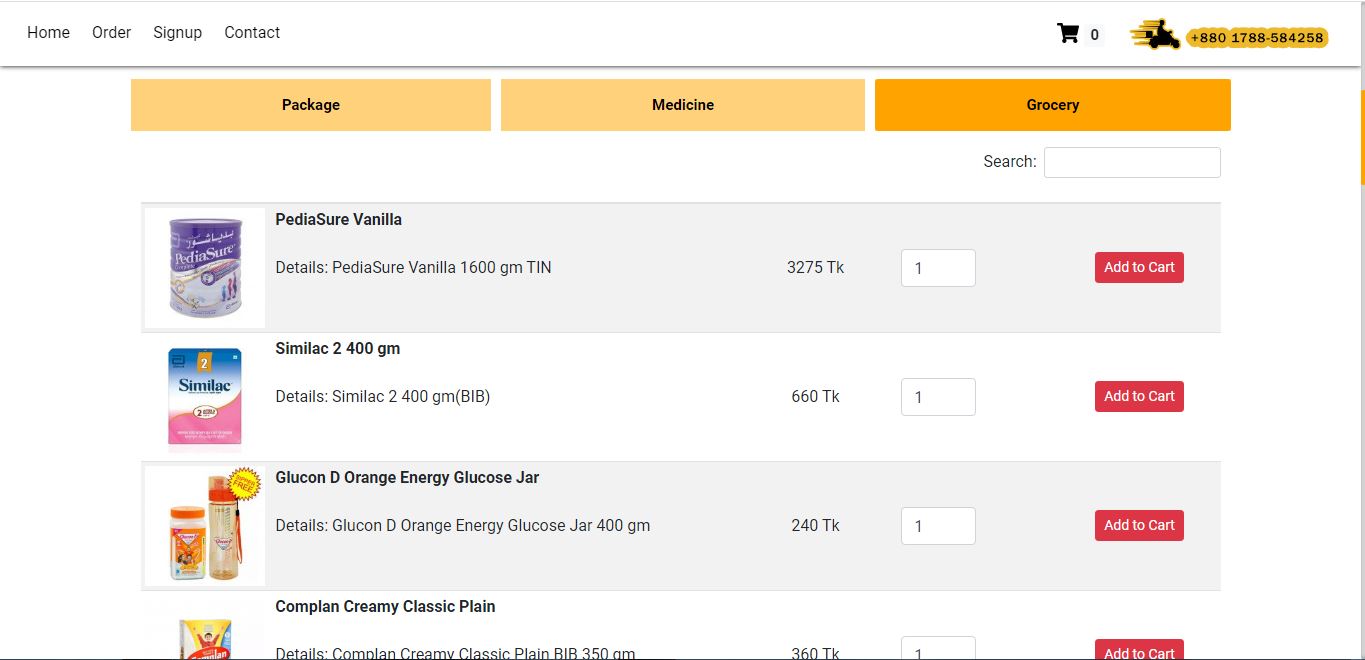 Home Order Signup Contact
0
+880 1788-584258
Package Medicine Grocery
Search:
PediaSure Vanilla
بدياشور
PediaSure
Details: PediaSure Vanilla 1600 gm TIN
3275 Tk
1
Add to Cart
Similac 2 400 gm
2
Similac
2
Details: Similac 2 400 gm(BIB)
660 Tk
1
Add to Cart
Glucon D Orange Energy Glucose Jar
FREE
Details: Glucon D Orange Energy Glucose Jar 400 gm
240 Tk
1
Add to Cart
Complan Creamy Classic Plain
Complan
Details: Complan Creamy Classic Plain BIB 350 gm
360 Tk
1
Add to Cart